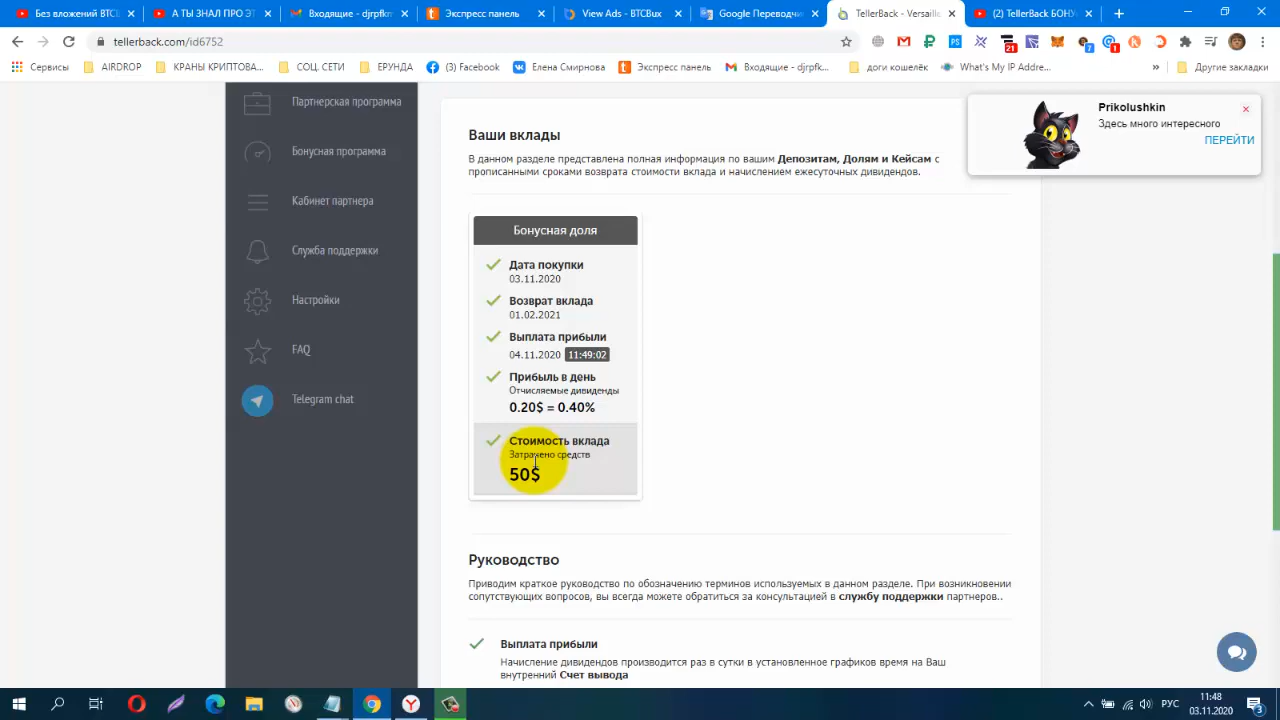 Без вложений BTCБ
А ТЫ ЗНАЛ ПРО ЭТ
Входящие - djrpfkr
Экспресс панель
View Ads - BTCBux
Google Переводчи
TellerBack - Versaille
(2) TellerBack БОНУ
tellerback.com/id6752
Сервисы
AIRDROP
КРАНЫ КРИПТОВА...
СОЦ. СЕТИ
ЕРУНДА
(3) Facebook
Елена Смирнова
Экспресс панель
Входящие - djrpfk...
доги кошелёк
What's My IP Addre...
»
Другие закладки
21
7
1
Партнерская программа
Бонусная программа
Кабинет партнера
Служба поддержки
Настройки
FAQ
Telegram chat
Prikolushkin
Здесь много интересного
ПЕРЕЙТИ
Ваши вклады
В данном разделе представлена полная информация по вашим Депозитам, Долям и Кейсам с
прописанными сроками возврата стоимости вклада и начислением ежесуточных дивидендов.
Бонусная доля
Дата покупки
03.11.2020
Возврат вклада
01.02.2021
Выплата прибыли
04.11.2020 11:49:02
Прибыль в день
Отчисляемые дивиденды
0.20$ = 0.40%
Стоимость вклада
Затрачено средств
50$
Руководство
Приводим краткое руководство по обозначению терминов используемых в данном разделе. При возникновении
сопутствующих вопросов, вы всегда можете обратиться за консультацией в службу поддержки партнеров..
Выплата прибыли
Начисление дивидендов производится раз в сутки в установленное графиков время на Ваш
внутренний Счет вывода
РУС
11:48
03.11.2020
3